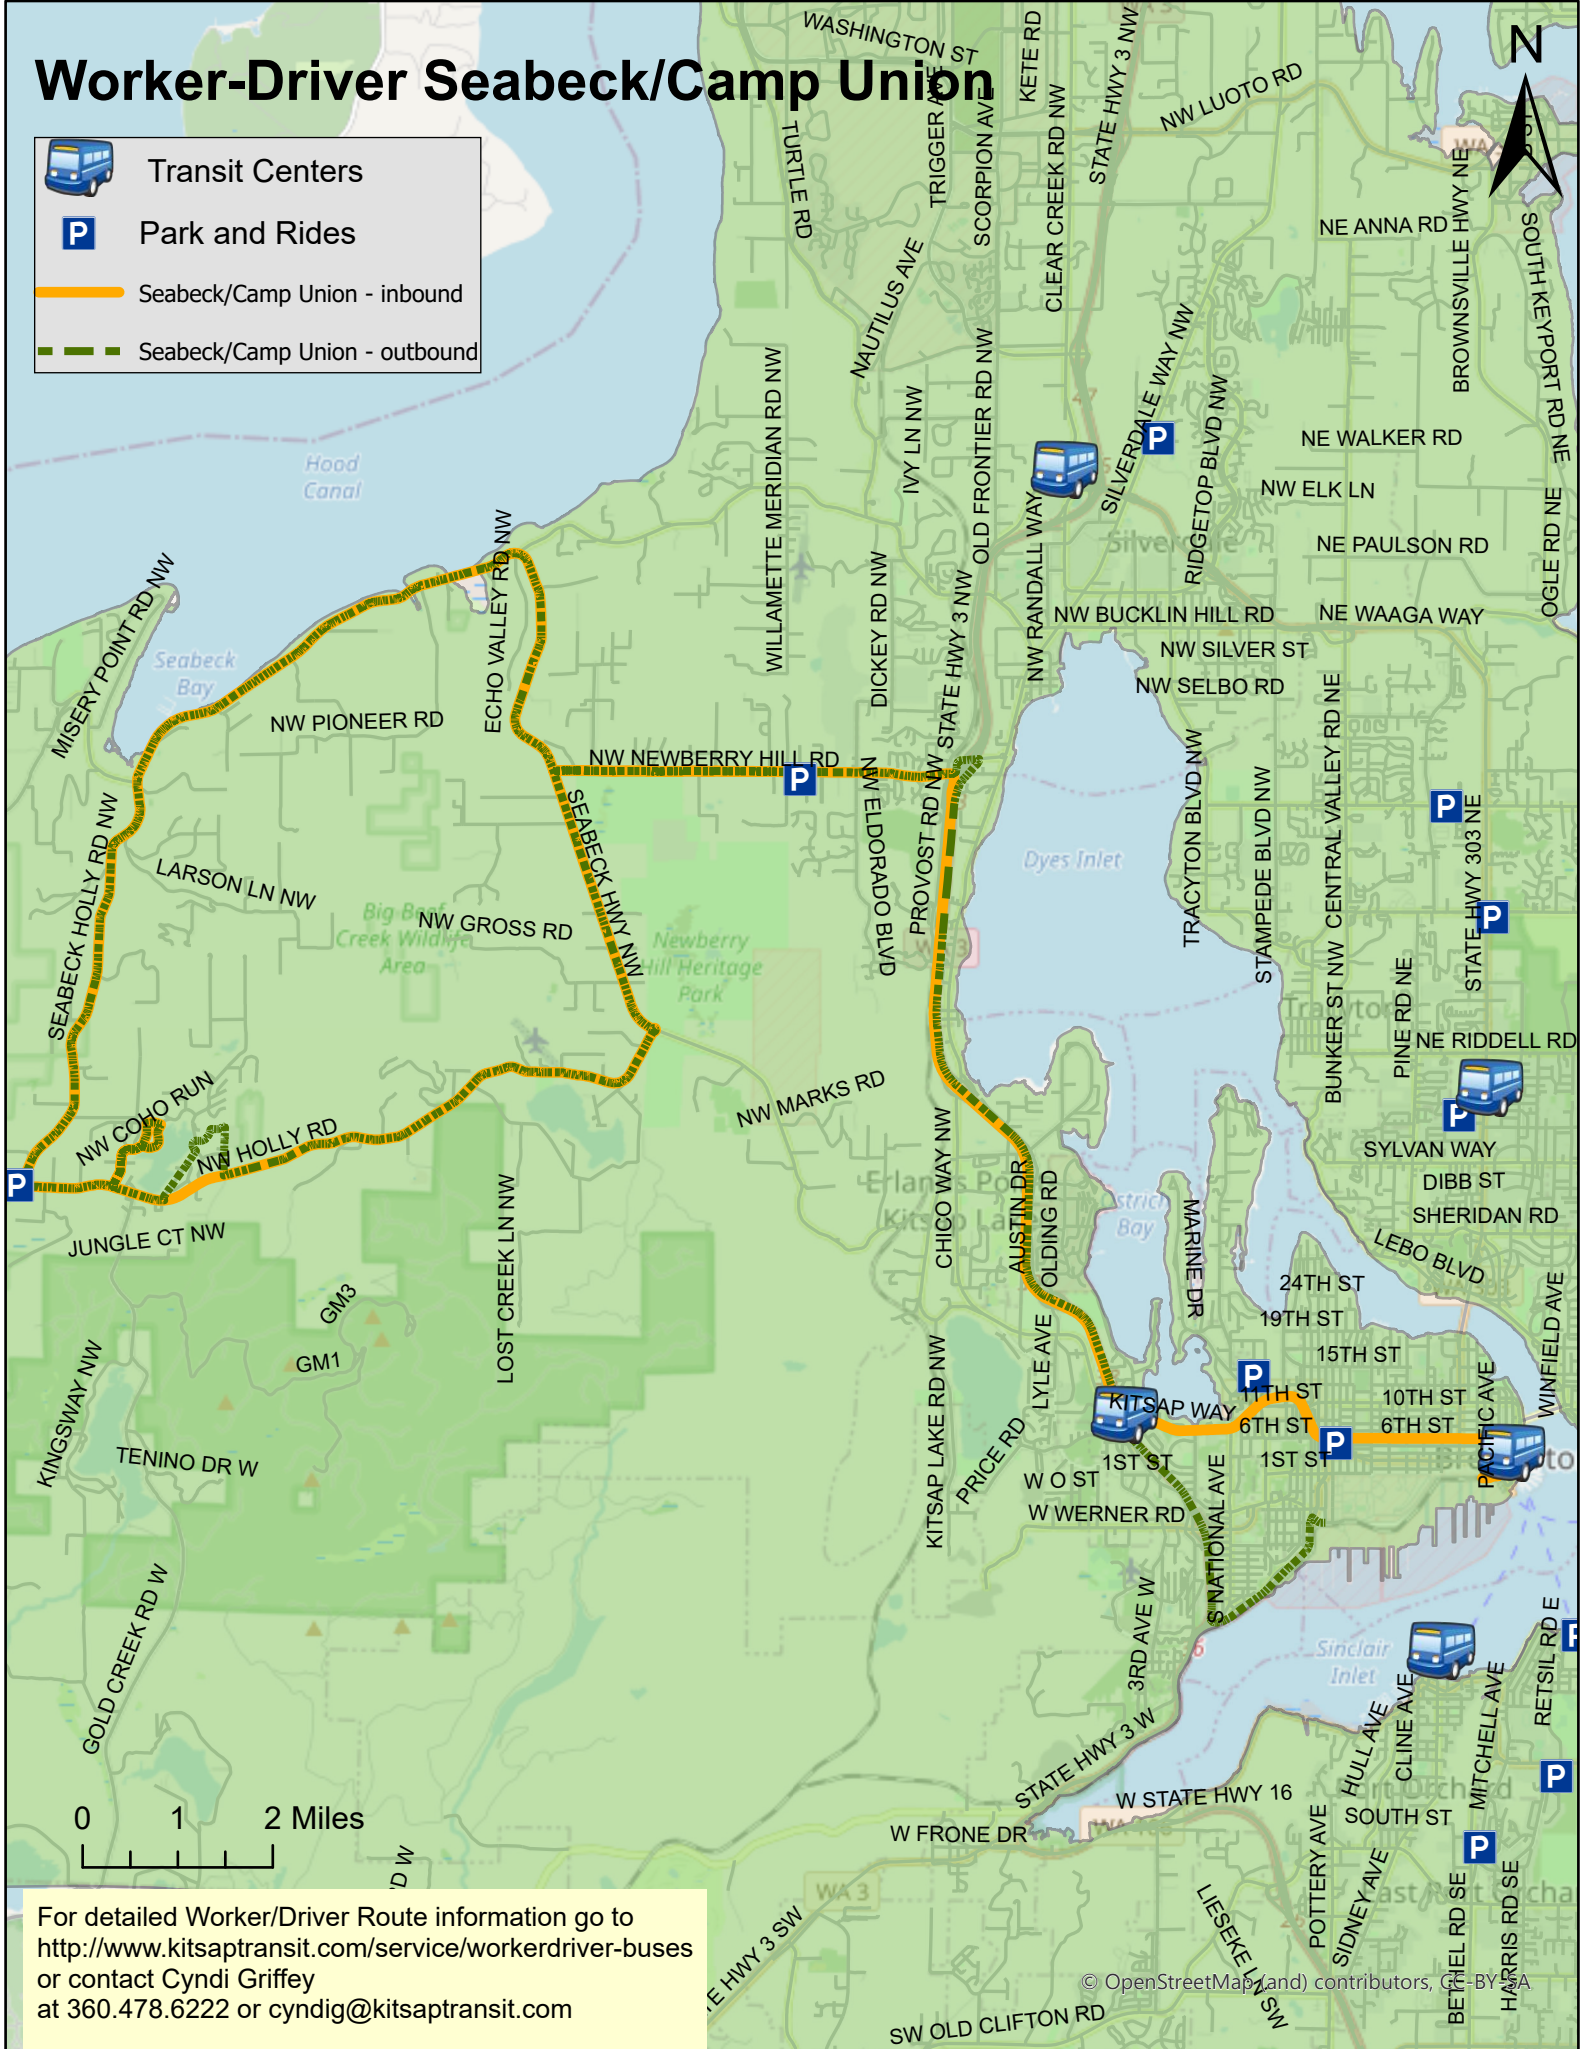 Worker-Driver Seabeck/Camp Union
N
Transit Centers
P
Park and Rides
Seabeck/Camp Union - inbound
Seabeck/Camp Union - outbound
WASHINGTON ST
KETE RD
STATE HWY 3 NW
NW LUOTO RD
TRIGGER AVE
SCORPION AVE
CLEAR CREEK RD NW
TURTLE RD
NAUTILUS AVE
NE ANNA RD
BROWNSVILLE HWY NE
SOUTH KEYPORT RD NE
WILLAMETTE MERIDIAN RD NW
IVY LN NW
OLD FRONTIER RD NW
SILVERDALE WAY NW
P
RIDGETOP BLVD NW
NE WALKER RD
NW ELK LN
Hood
Canal
Silverdale
NE PAULSON RD
OGLE RD NE
ECHO VALLEY RD NW
MISERY POINT RD NW
DICKEY RD NW
STATE HWY 3 NW
NW RANDALL WAY
NW BUCKLIN HILL RD
NE WAAGA WAY
NW SILVER ST
NW SELBO RD
Seabeck
Bay
NW PIONEER RD
NW NEWBERRY HILL RD
P
NW ELDORADO BLVD
PROVOST RD NW
TRACYTON BLVD NW
STAMPEDE BLVD NW
CENTRAL VALLEY RD NE
P
STATE HWY 303 NE
P
SEABECK HWY NW
SEABECK HOLLY RD NW
LARSON LN NW
Big Beef
Creek Wildlife
Area
NW GROSS RD
Newberry
Hill Heritage
Park
Dyes Inlet
Tracyton
BUNKER ST NW
PINE RD NE
NE RIDDELL RD
P
NW COHO RUN
NW HOLLY RD
NW MARKS RD
P
SYLVAN WAY
DIBB ST
SHERIDAN RD
LEBO BLVD
JUNGLE CT NW
LOST CREEK LN NW
CHICO WAY NW
AUSTIN DR
OLDING RD
Bay
MARINE DR
24TH ST
19TH ST
15TH ST
GM3
GM1
KINGSWAY NW
TENINO DR W
KITSAP LAKE RD NW
LYLE AVE
PRICE RD
P
KITSAP WAY
11TH ST
10TH ST
6TH ST
6TH ST
P
PACIFIC AVE
WINFIELD AVE
1ST ST
1ST ST
W O ST
W WERNER RD
S NATIONAL AVE
3RD AVE W
GOLD CREEK RD W
Sinclair
Inlet
RETSIL RD E
P
HULL AVE
CLINE AVE
MITCHELL AVE
P
STATE HWY 3 W
W STATE HWY 16
SOUTH ST
W FRONE DR
P
WA 3
POTTERY AVE
SIDNEY AVE
LIESEKE LN SW
BETHEL RD SE
HARRIS RD SE
SW OLD CLIFTON RD
0 1 2 Miles
For detailed Worker/Driver Route information go to
http://www.kitsaptransit.com/service/workerdriver-buses
or contact Cyndi Griffey
at 360.478.6222 or cyndig@kitsaptransit.com
© OpenStreetMap (and) contributors, CC-BY-SA